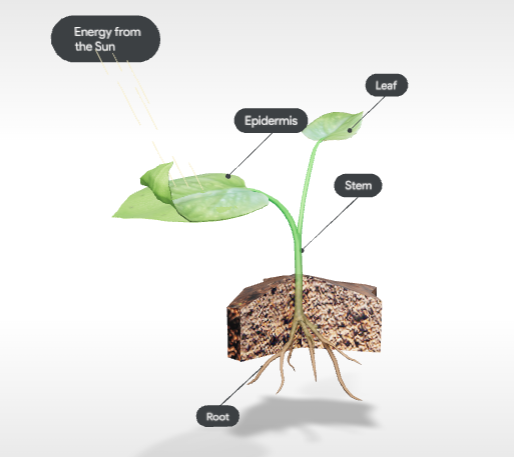 Energy from
the Sun
Leaf
Epidermis
Stem
Root